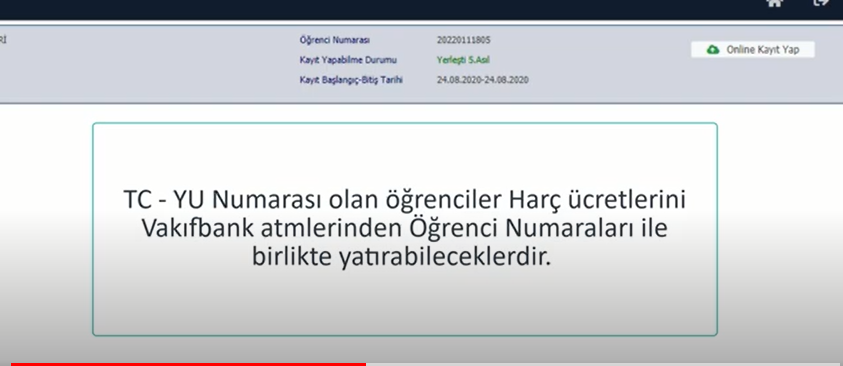 Rİ
Öğrenci Numarası 20220111805
Kayıt Yapabilme Durumu Yerleşti S.Asil
Online Kayıt Yap
Kayıt Başlangıç-Bitiş Tarihi 24.08.2020-24.08.2020
TC - YU Numarası olan öğrenciler Harç ücretlerini
Vakıfbank atmlerinden Öğrenci Numaraları ile
birlikte yatırabileceklerdir.